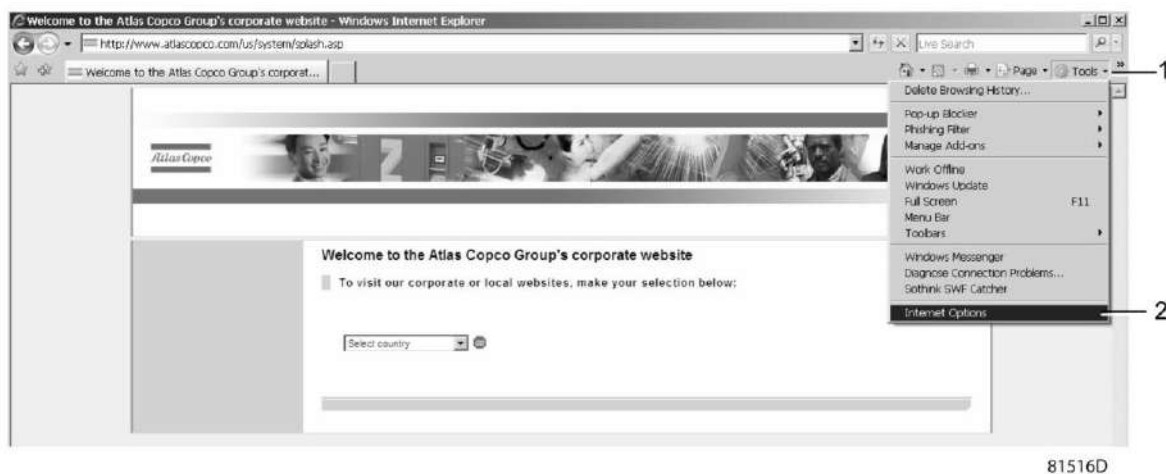 Welcome to the Atlas Copco Group's corporate website - Windows Internet Explorer
http://www.atlascopco.com/us/system/splash.asp
Live Search
Welcome to the Atlas Copco Group's corporat...
Page
Tools
1
Delete Browsing History...
Pop-up Blocker
Phishing Filter
Manage Add-ons
Work Offline
Windows Update
Full Screen F11
Menu Bar
Toolbars
Windows Messenger
Diagnose Connection Problems...
Sothink SWF Catcher
Internet Options
2
Atlas Copco
Welcome to the Atlas Copco Group's corporate website
To visit our corporate or local websites, make your selection below:
Select country
81516D